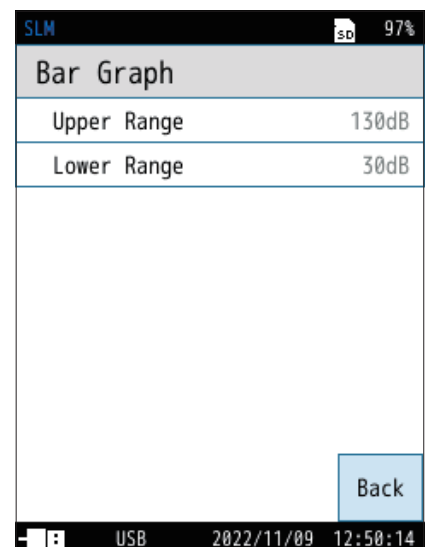 SLM SD 97%
Bar Graph
Upper Range 130dB
Lower Range 30dB
Back
USB 2022/11/09 12:50:14